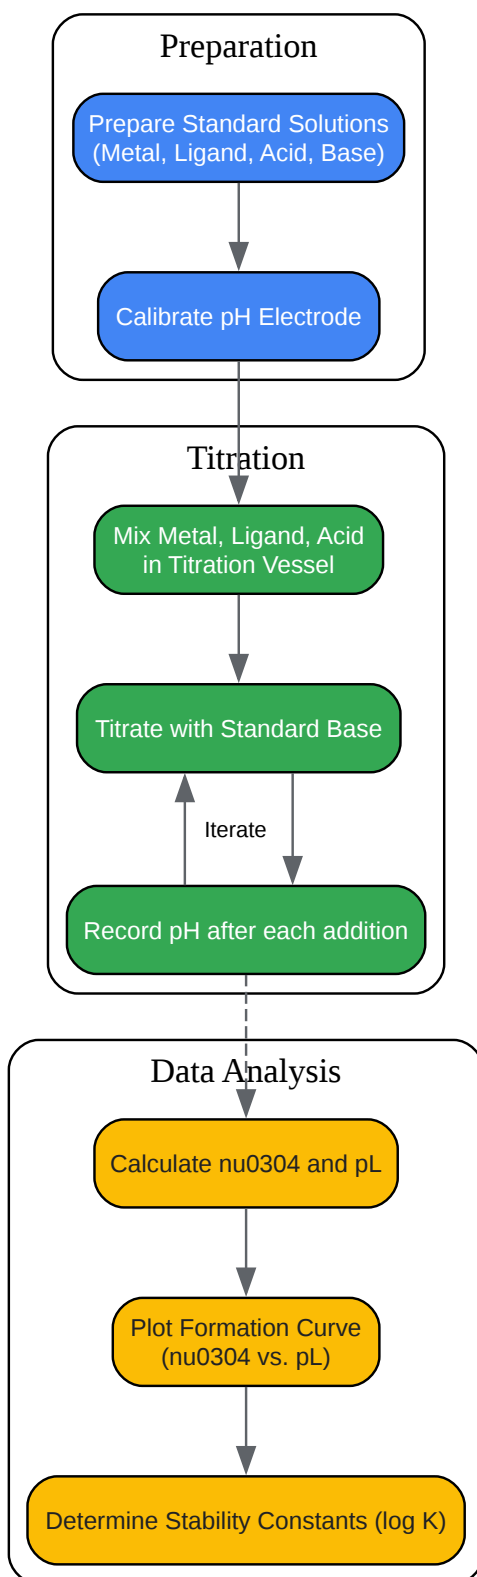 Preparation
Prepare Standard Solutions
(Metal, Ligand, Acid, Base)
Calibrate pH Electrode
Titration
Mix Metal, Ligand, Acid
in Titration Vessel
Titrate with Standard Base
Iterate
Record pH after each addition
Data Analysis
Calculate nu0304 and pL
Plot Formation Curve
(nu0304 vs. pL)
Determine Stability Constants (log K)